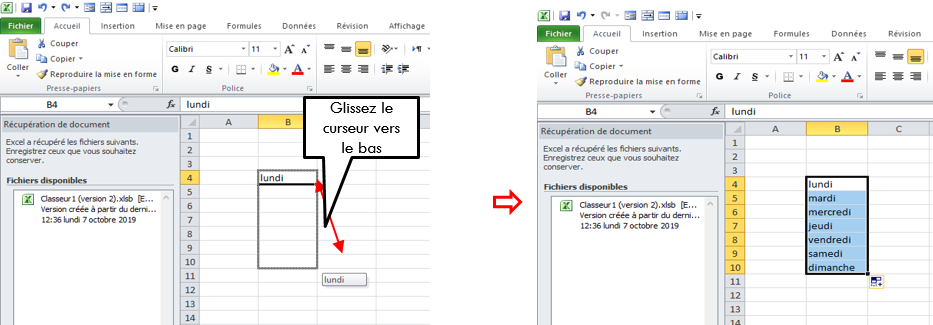 Fichier Accueil Insertion Mise en page Formules Données Révision Affichage
Couper
Copier
Reproduire la mise en forme
Coller
Presse-papiers
Calibri 11
G I S
Police
B4 fx lundi
Récupération de document
Excel a récupéré les fichiers suivants.
Enregistrez ceux que vous souhaitez
conserver.
Fichiers disponibles
Classeur1 (version 2).xlsb [E...
Version créée à partir du derni...
12:36 lundi 7 octobre 2019
A B
1
2
3
4 lundi
5
6
7
8
9
10
11
12
13
14
lundi
Glissez le
curseur vers
le bas
Fichier Accueil Insertion Mise en page Formules Données Révision
Couper
Copier
Reproduire la mise en forme
Coller
Presse-papiers
Calibri 11
G I S
Police
B4 fx lundi
Récupération de document
Excel a récupéré les fichiers suivants.
Enregistrez ceux que vous souhaitez
conserver.
Fichiers disponibles
Classeur1 (version 2).xlsb [E...
Version créée à partir du derni...
12:36 lundi 7 octobre 2019
A B C
1
2
3
4 lundi
5 mardi
6 mercredi
7 jeudi
8 vendredi
9 samedi
10 dimanche
11
12
13
14